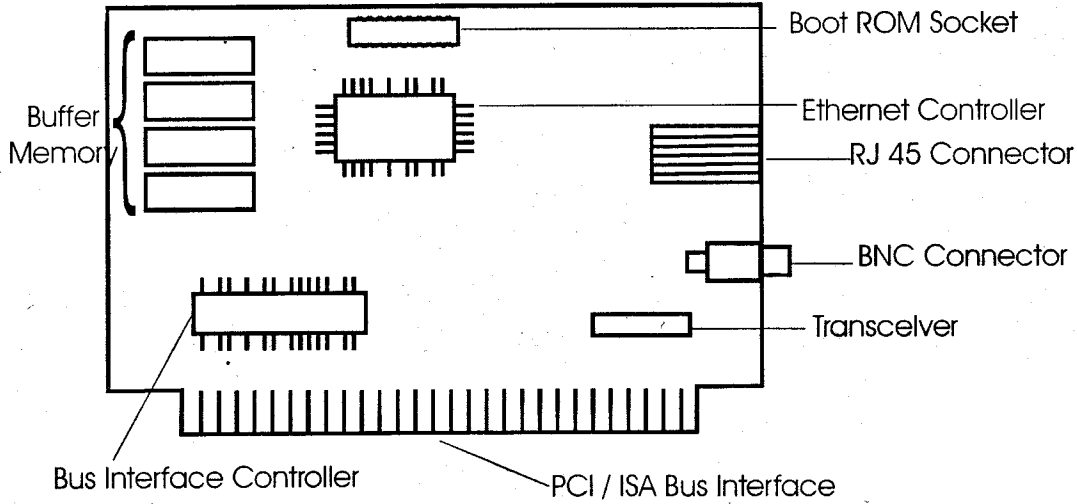 Boot ROM Socket
Ethernet Controller
Buffer
Memor
RJ 45 Connector
BNC Connector
Transcelver
Bus Interface Controller
PCI / ISA Bus Interface